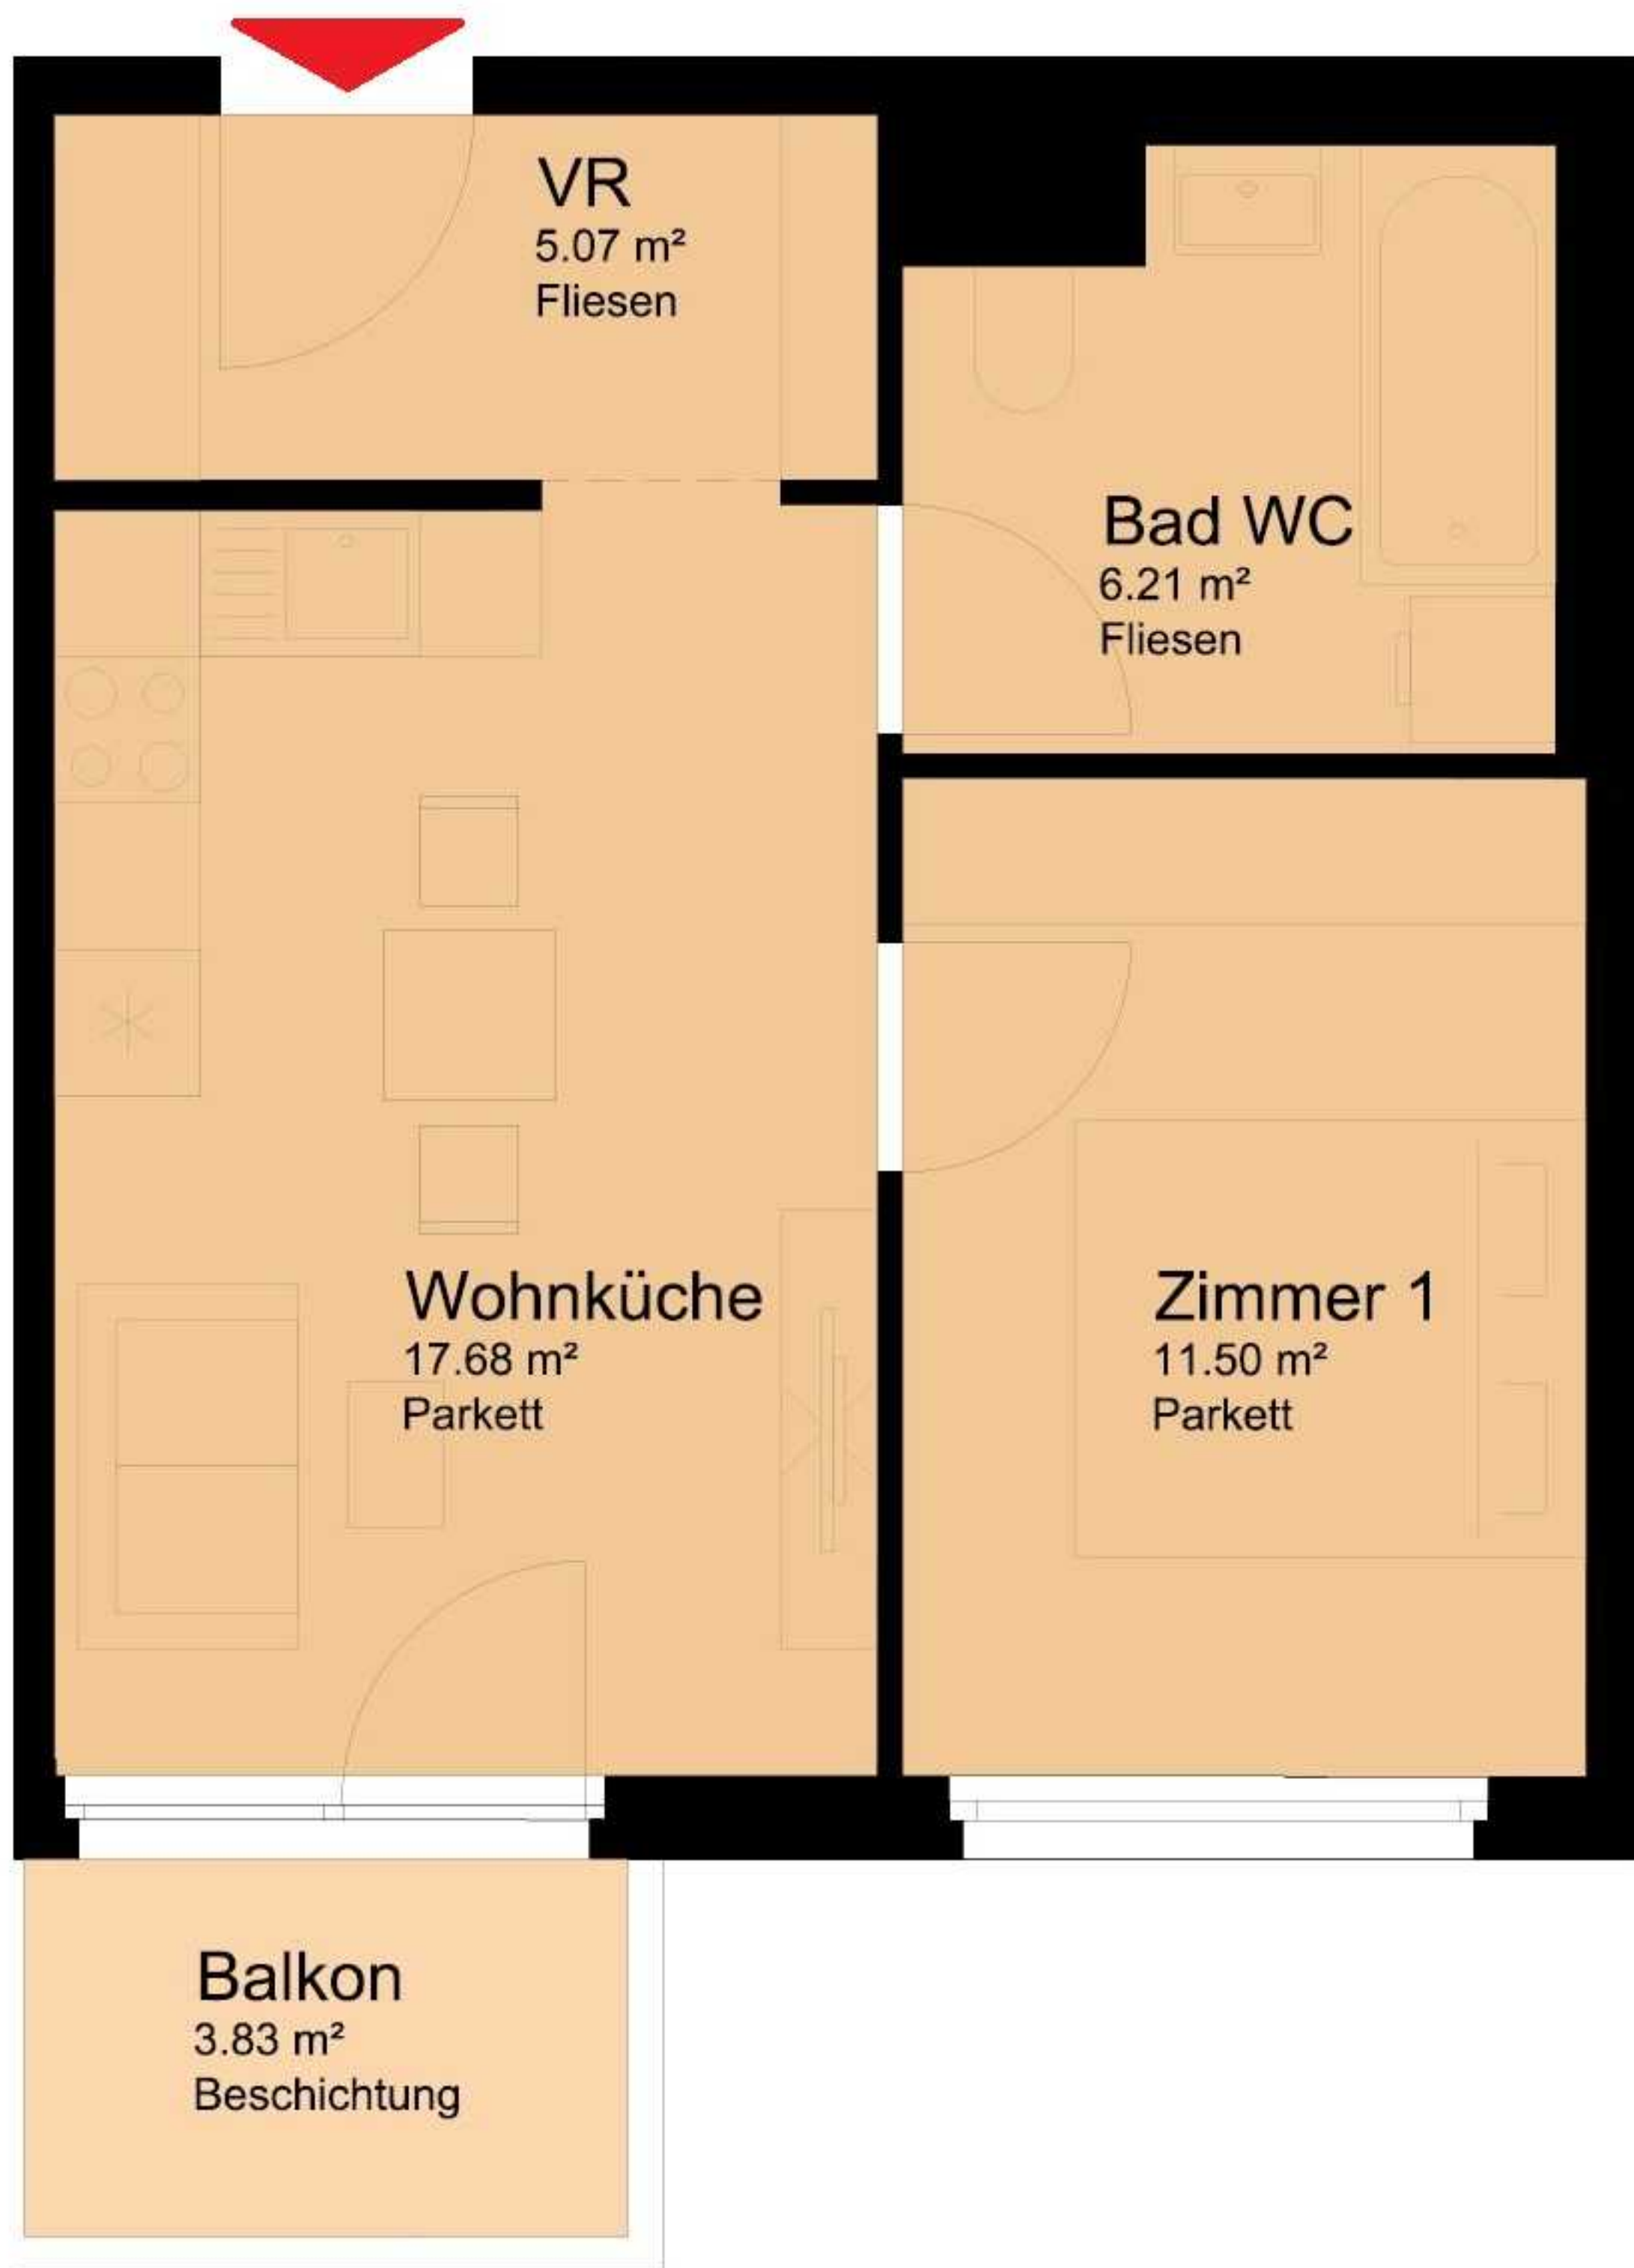 VR
5.07 m²
Fliesen
Bad WC
6.21 m²
Fliesen
Wohnküche
17.68 m²
Parkett
Zimmer 1
11.50 m²
Parkett
Balkon
3.83 m²
Beschichtung